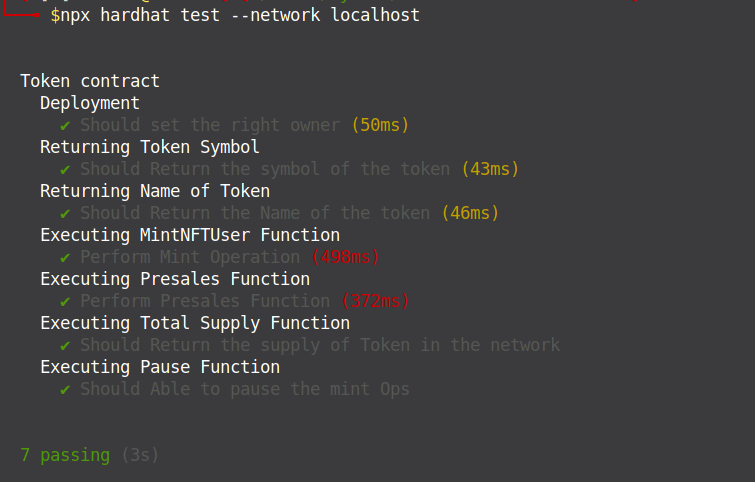 $npx hardhat test --network localhost
Token contract
Deployment
✔ Should set the right owner (50ms)
Returning Token Symbol
✔ Should Return the symbol of the token (43ms)
Returning Name of Token
✔ Should Return the Name of the token (46ms)
Executing MintNFTUser Function
✔ Perform Mint Operation (498ms)
Executing Presales Function
✔ Perform Presales Function (372ms)
Executing Total Supply Function
✔ Should Return the supply of Token in the network
Executing Pause Function
✔ Should Able to pause the mint Ops
7 passing (3s)